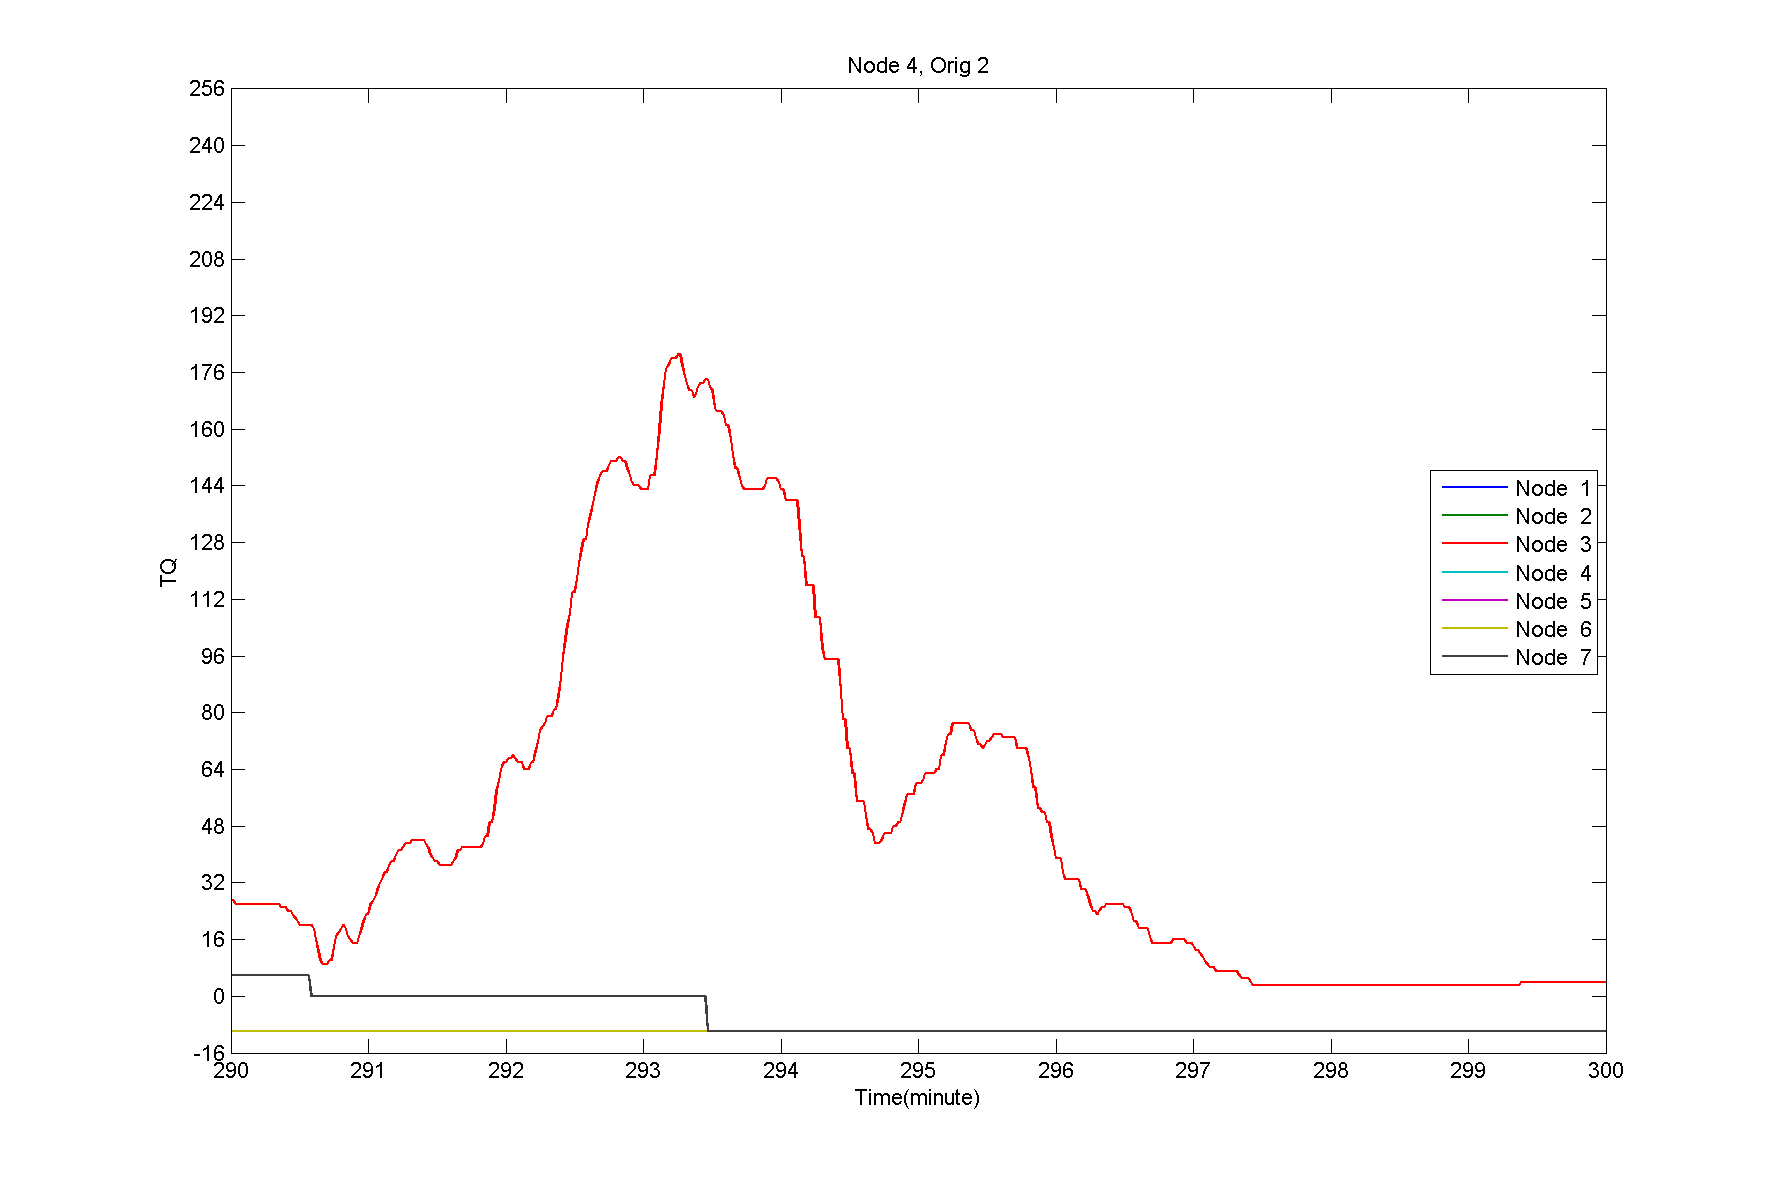 Node 4, Orig 2
256
240
224
208
192
176
160
144
128
112
96
80
64
48
32
16
0
-16
TQ
Node 1
Node 2
Node 3
Node 4
Node 5
Node 6
Node 7
290 291 292 293 294 295 296 297 298 299 300
Time(minute)